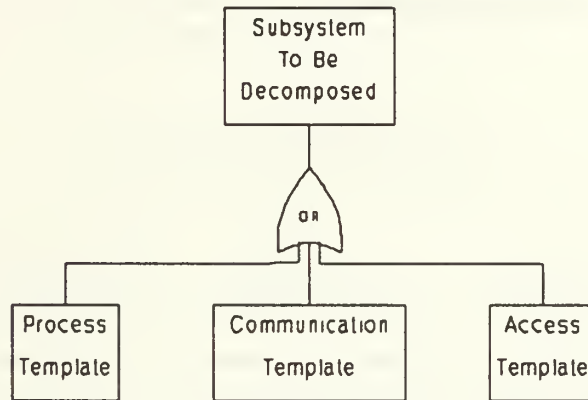 Subsystem
To Be
Decomposed
OR
Process
Template
Communication
Template
Access
Template